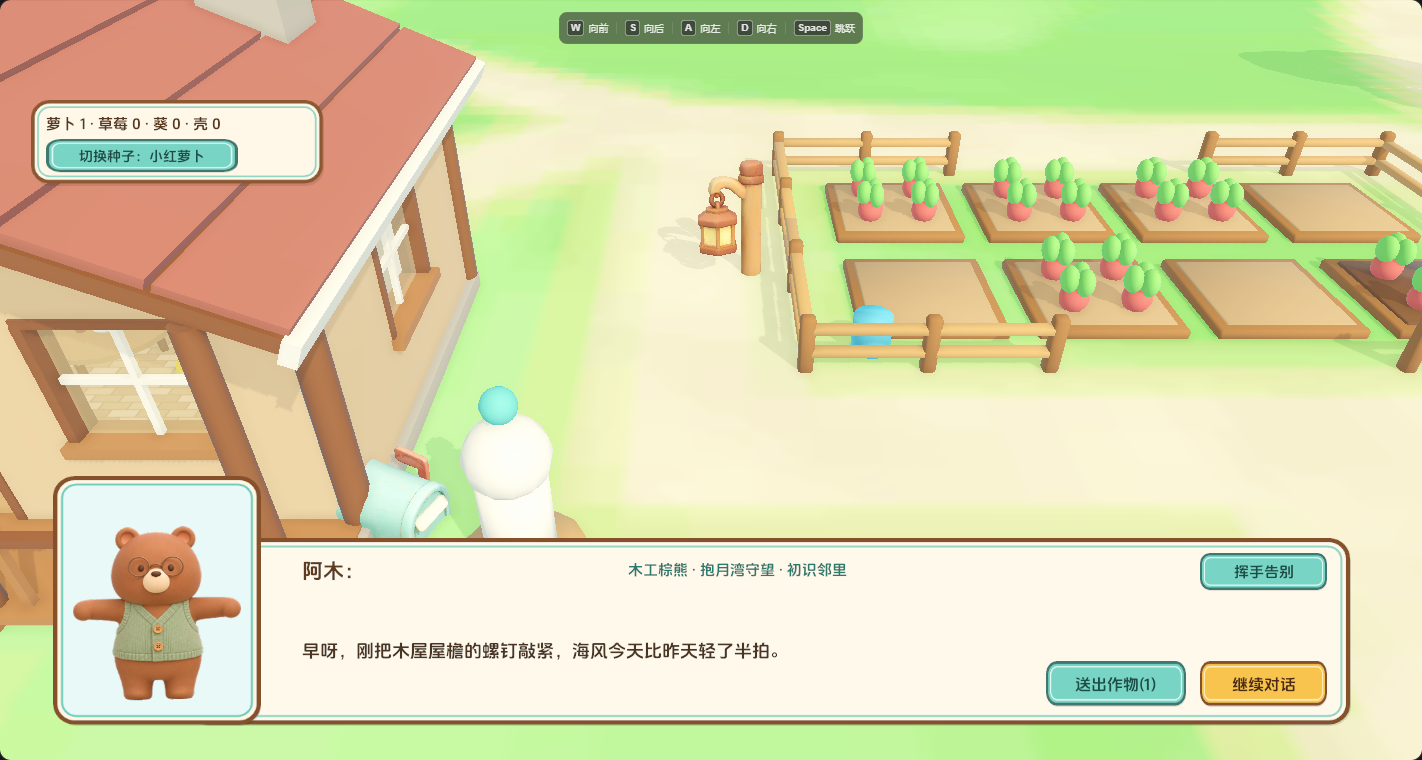 W 向前 S 向后 A 向左 D 向右 Space 跳跃
萝卜 1 · 草莓 0 · 葵 0 · 壳 0
切换种子：小红萝卜
阿木：
木工棕熊 · 抱月湾守望 · 初识邻里
挥手告别
早呀，刚把木屋屋檐的螺钉敲紧，海风今天比昨天轻了半拍。
送出作物(1)
继续对话